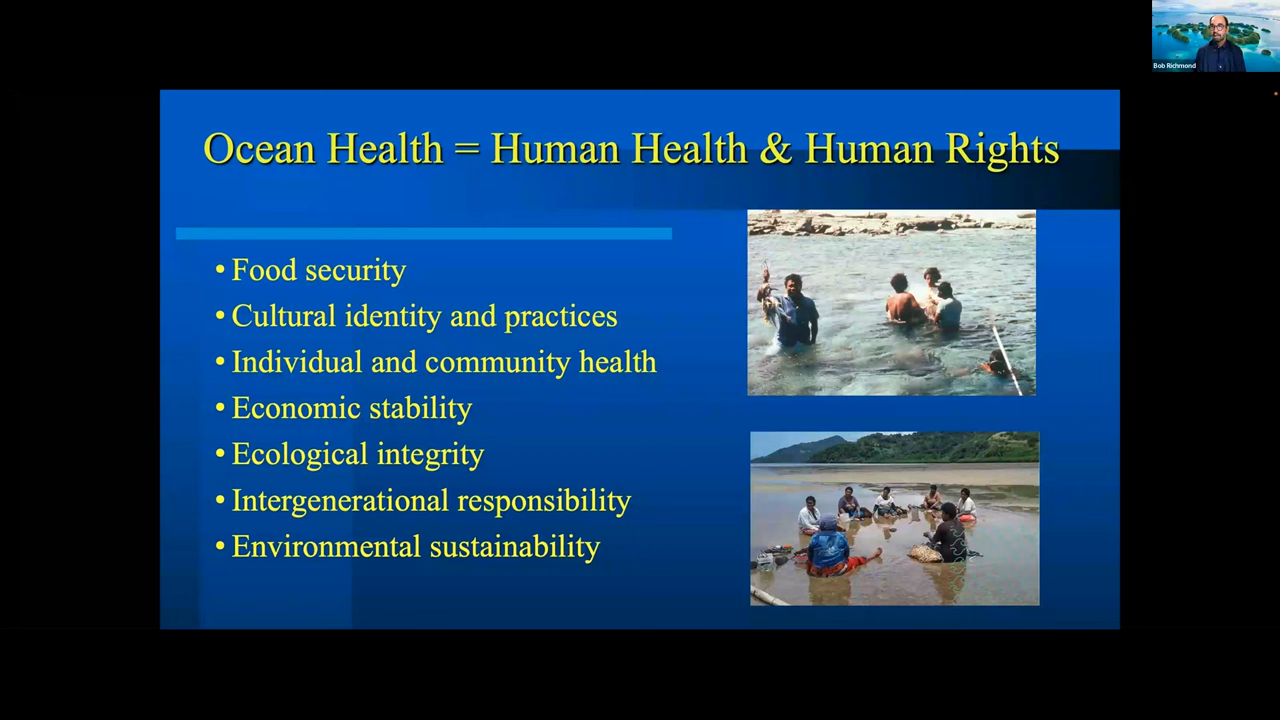 Bob Richmond
Ocean Health = Human Health & Human Rights
• Food security
• Cultural identity and practices
• Individual and community health
• Economic stability
• Ecological integrity
• Intergenerational responsibility
• Environmental sustainability